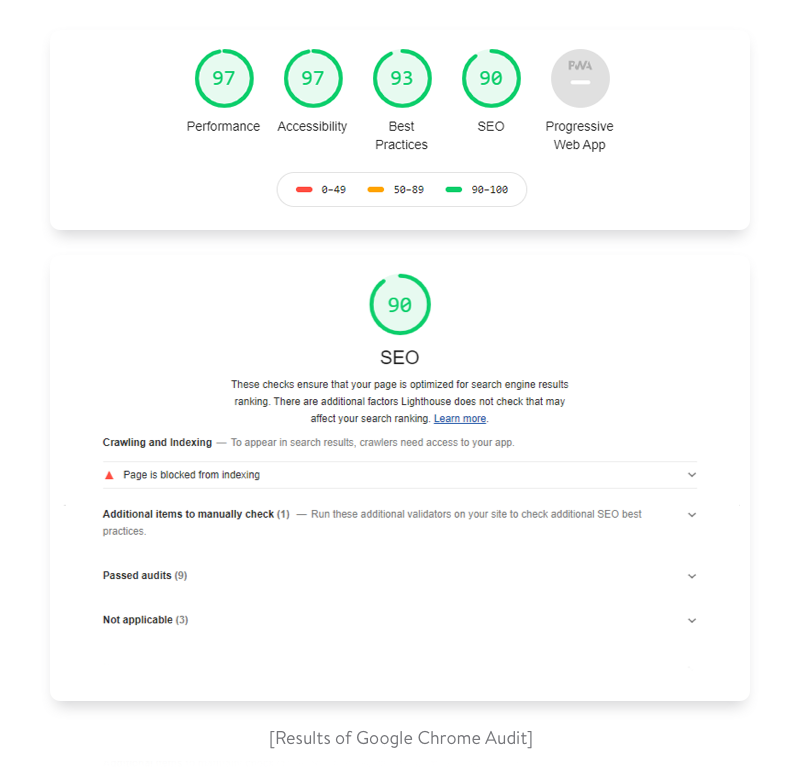 97 97 93 90 PWA
Performance Accessibility Best Practices SEO Progressive Web App
0–49 50–89 90–100
90
SEO
These checks ensure that your page is optimized for search engine results
ranking. There are additional factors Lighthouse does not check that may
affect your search ranking. Learn more.
Crawling and Indexing — To appear in search results, crawlers need access to your app.
Page is blocked from indexing
Additional items to manually check (1) — Run these additional validators on your site to check additional SEO best
practices.
Passed audits (9)
Not applicable (3)
[Results of Google Chrome Audit]